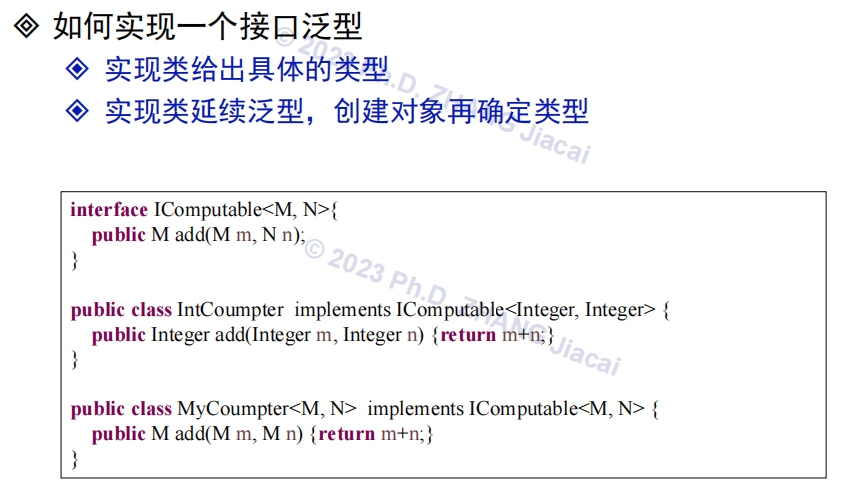 如何实现一个接口泛型
实现类给出具体的类型
实现类延续泛型，创建对象再确定类型
© 2023 Ph.D. ZHANG Jiacai
interface IComputable<M, N>{
public M add(M m, N n);
}
© 2023 Ph.D. ZHANG Jiacai
public class IntCoumpter implements IComputable<Integer, Integer> {
public Integer add(Integer m, Integer n) {return m+n;}
}
public class MyCoumpter<M, N> implements IComputable<M, N> {
public M add(M m, M n) {return m+n;}
}